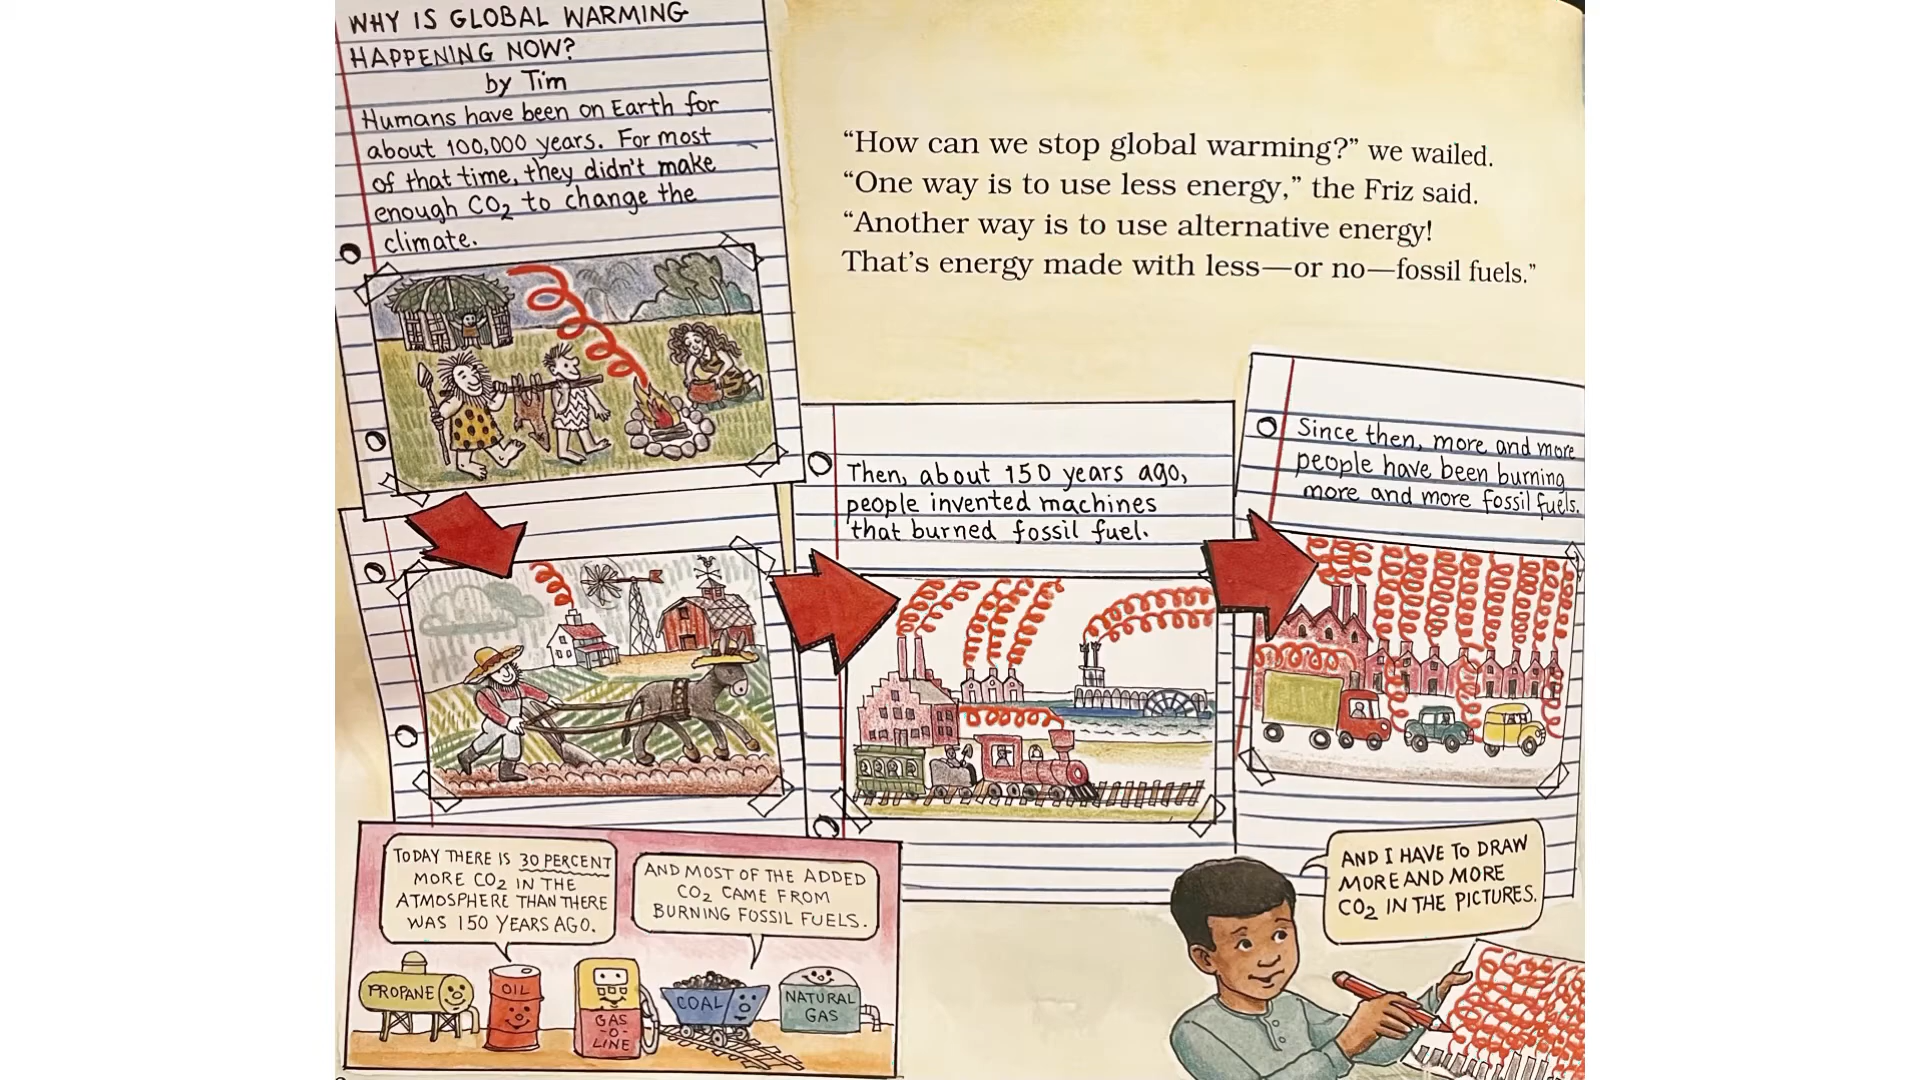 WHY IS GLOBAL WARMING
HAPPENING NOW?
by Tim
Humans have been on Earth for
about 100,000 years. For most
of that time, they didn't make
enough CO₂ to change the
climate.
"How can we stop global warming?" we wailed.
"One way is to use less energy," the Friz said.
"Another way is to use alternative energy!
That's energy made with less—or no—fossil fuels."
Then, about 150 years ago,
people invented machines
that burned fossil fuel.
Since then, more and more
people have been burning
more and more fossil fuels.
TODAY THERE IS 30 PERCENT
MORE CO₂ IN THE
ATMOSPHERE THAN THERE
WAS 150 YEARS AGO.
AND MOST OF THE ADDED
CO₂ CAME FROM
BURNING FOSSIL FUELS.
PROPANE
OIL
GAS
-O-
LINE
COAL
NATURAL
GAS
AND I HAVE TO DRAW
MORE AND MORE
CO₂ IN THE PICTURES.